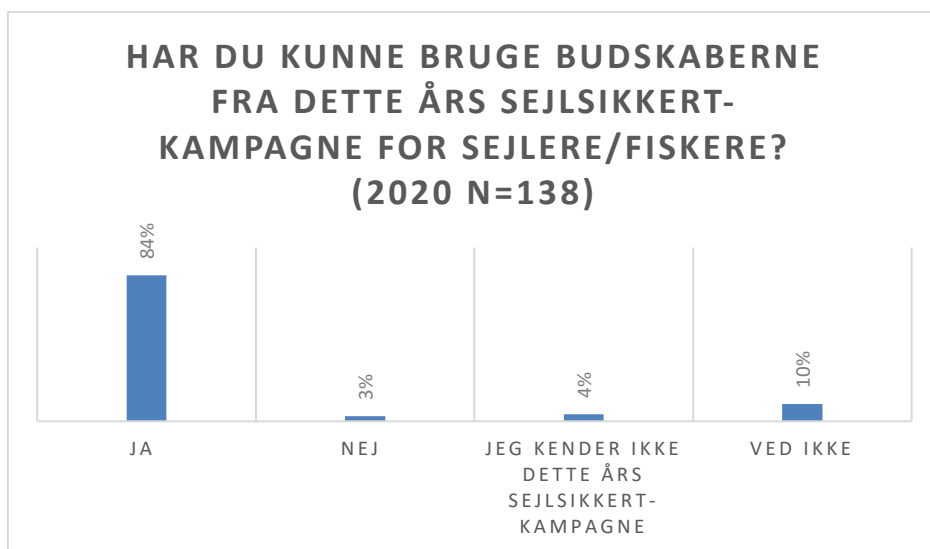 HAR DU KUNNE BRUGE BUDSKABERNE
FRA DETTE ÅRS SEJLSIKKERT-
KAMPAGNE FOR SEJLERE/FISKERE?
(2020 N=138)
84%
3%
4%
10%
JA
NEJ
JEG KENDER IKKE
DETTE ÅRS
SEJLSIKKERT-
KAMPAGNE
VED IKKE